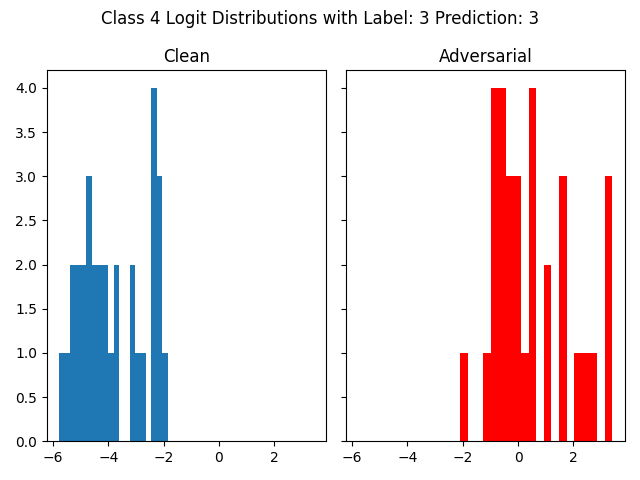 Class 4 Logit Distributions with Label: 3 Prediction: 3
Clean
Adversarial
4.0
3.5
3.0
2.5
2.0
1.5
1.0
0.5
0.0
−6 −4 −2 0 2
−6 −4 −2 0 2